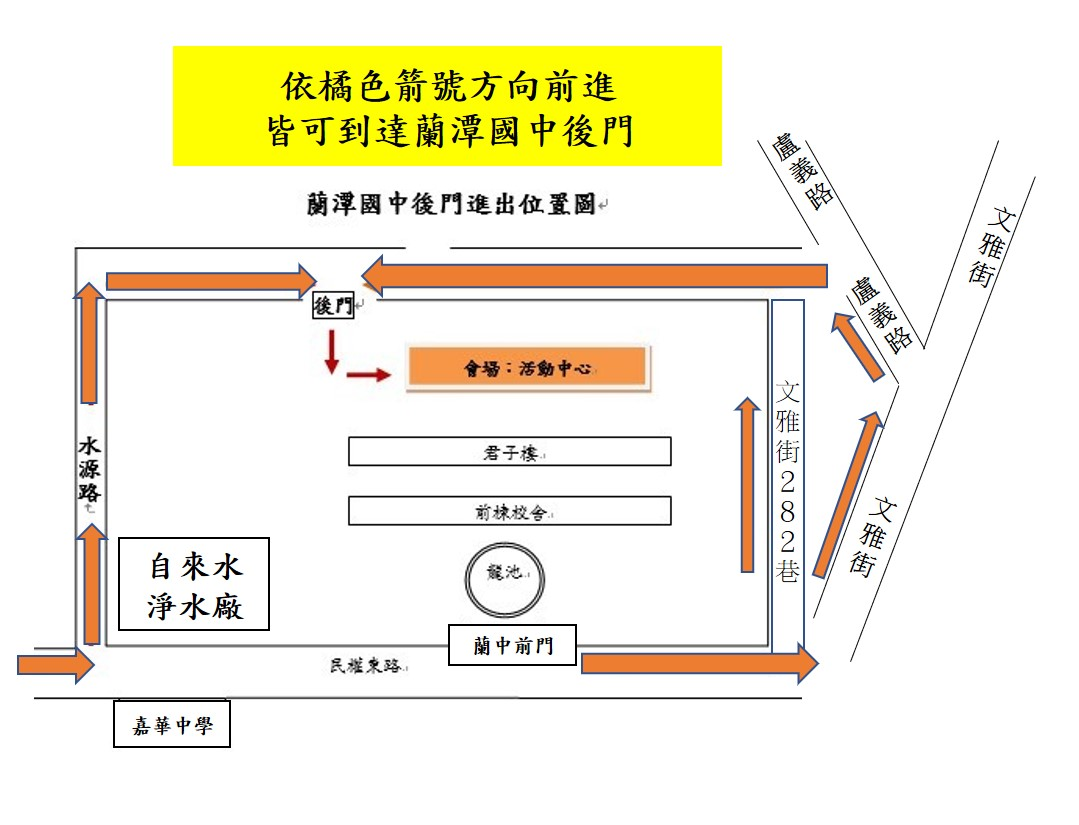 依橘色箭號方向前進
皆可到達蘭潭國中後門
蘭潭國中後門進出位置圖
盧義路
文雅街
盧義路
後門
會場：活動中心
文雅街282巷
水源路
君子樓
前棟校舍
文雅街
自來水
淨水廠
龍池
蘭中前門
民權東路
嘉華中學